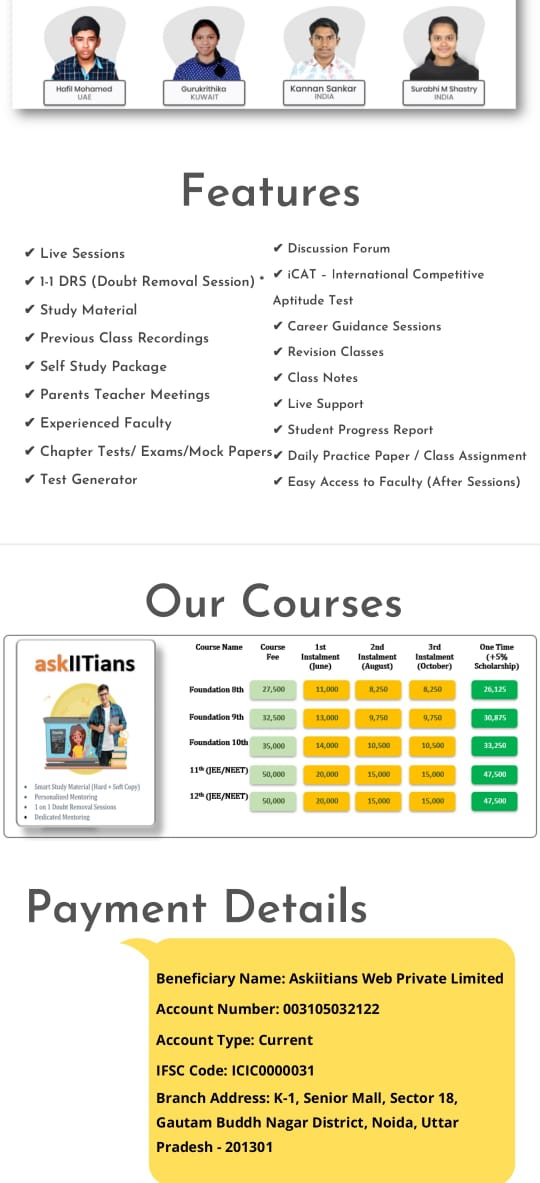 Hafil Mohamed
UAE
Gurukrithika
KUWAIT
Kannan Sankar
INDIA
Surabhi M Shastry
INDIA
Features
✔ Live Sessions
✔ 1-1 DRS (Doubt Removal Session) *
✔ Study Material
✔ Previous Class Recordings
✔ Self Study Package
✔ Parents Teacher Meetings
✔ Experienced Faculty
✔ Chapter Tests/ Exams/Mock Papers
✔ Test Generator
✔ Discussion Forum
✔ iCAT – International Competitive
Aptitude Test
✔ Career Guidance Sessions
✔ Revision Classes
✔ Class Notes
✔ Live Support
✔ Student Progress Report
✔ Daily Practice Paper / Class Assignment
✔ Easy Access to Faculty (After Sessions)
Our Courses
askIITians
• Smart Study Material (Hard + Soft Copy)
• Personalized Mentoring
• 1 on 1 Doubt Removal Sessions
• Dedicated Mentoring
Course Name Course Fee 1st Instalment (June) 2nd Instalment (August) 3rd Instalment (October) One Time (+5% Scholarship)
Foundation 8th 27,500 11,000 8,250 8,250 26,125
Foundation 9th 32,500 13,000 9,750 9,750 30,875
Foundation 10th 35,000 14,000 10,500 10,500 33,250
11th (JEE/NEET) 50,000 20,000 15,000 15,000 47,500
12th (JEE/NEET) 50,000 20,000 15,000 15,000 47,500
Payment Details
Beneficiary Name: Askiitians Web Private Limited
Account Number: 003105032122
Account Type: Current
IFSC Code: ICIC0000031
Branch Address: K-1, Senior Mall, Sector 18,
Gautam Buddh Nagar District, Noida, Uttar
Pradesh - 201301